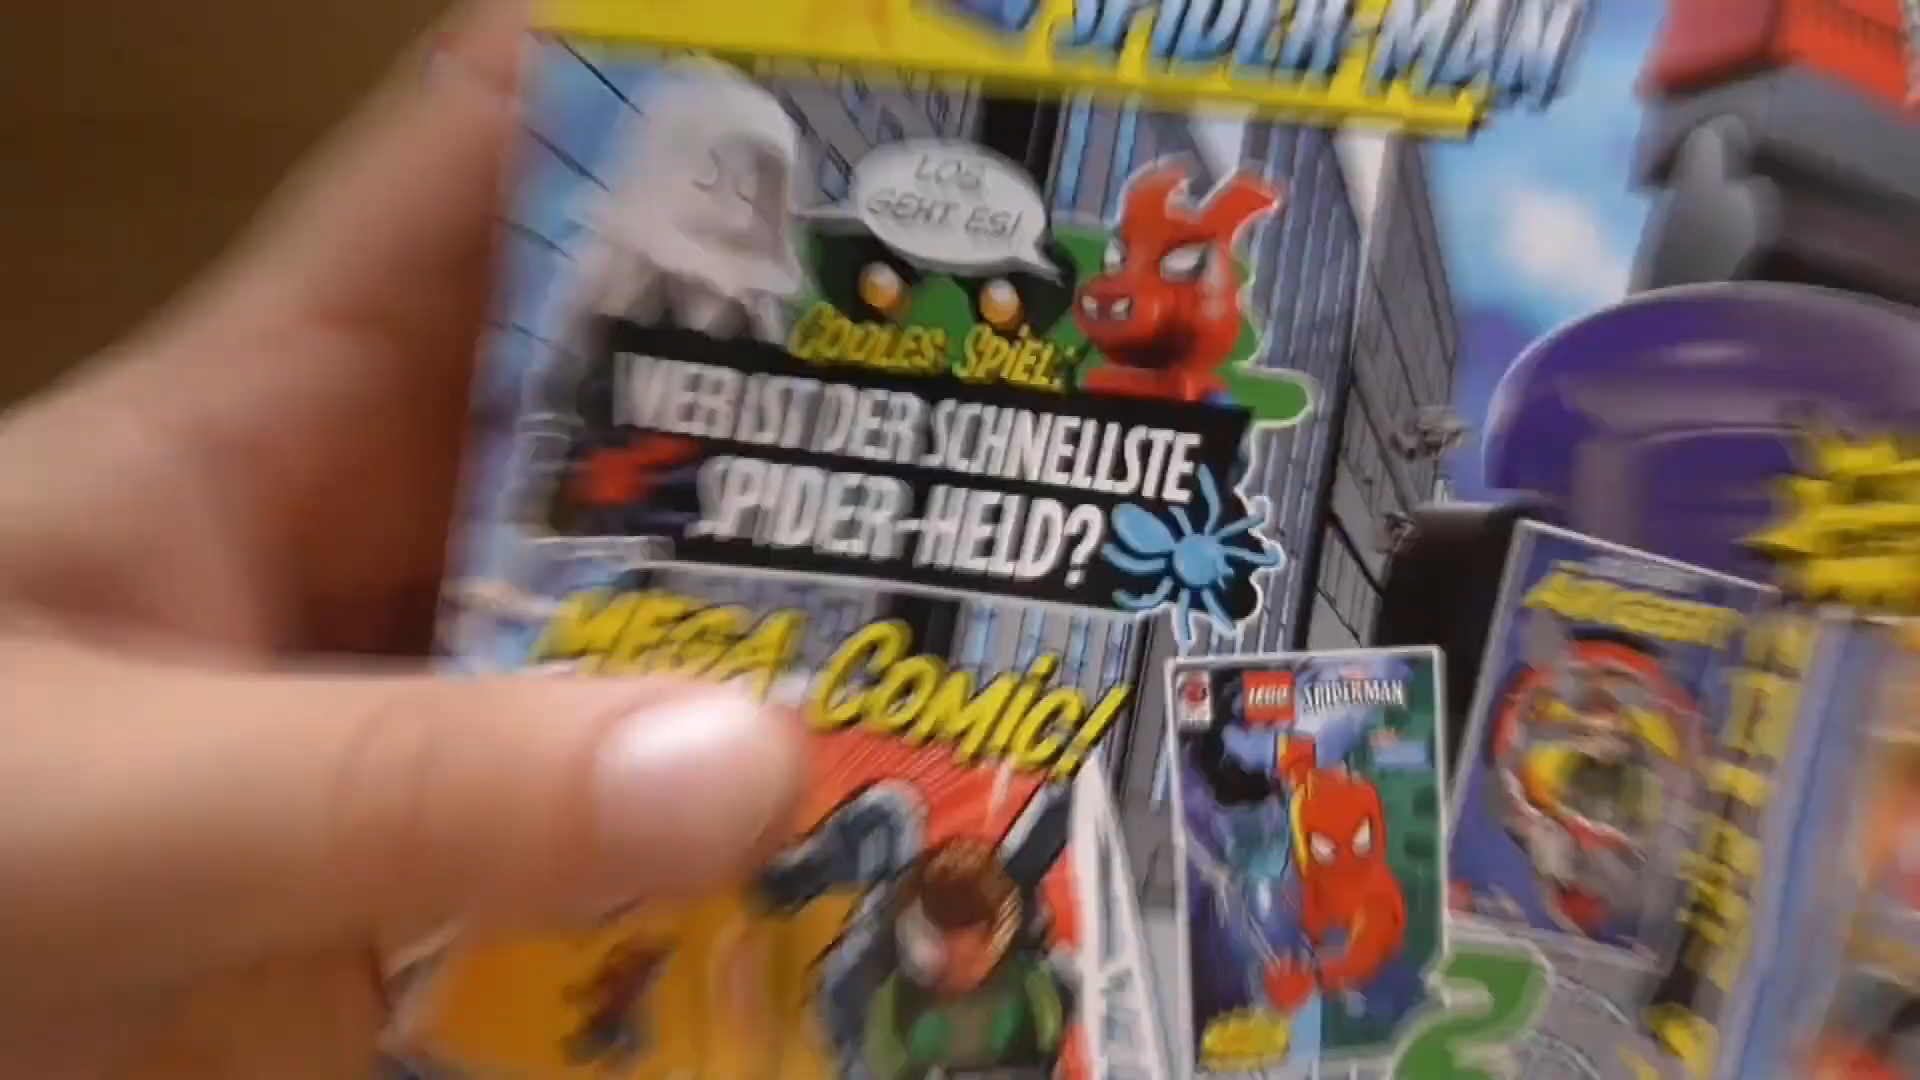 SPIDER-MAN
LOS
GEHT ES!
COOLES SPIEL:
WER IST DER SCHNELLSTE
SPIDER-HELD?
MEGA COMIC!
LEGO SPIDER-MAN